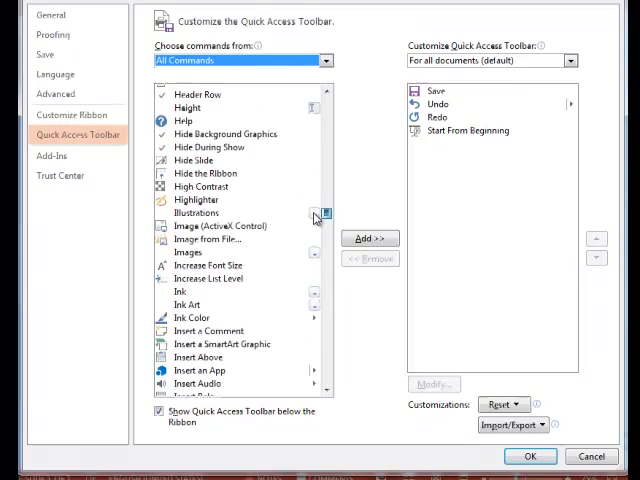 General
Proofing
Save
Language
Advanced
Customize Ribbon
Quick Access Toolbar
Add-Ins
Trust Center
Customize the Quick Access Toolbar.
Choose commands from:
All Commands
Header Row
Height
Help
Hide Background Graphics
Hide During Show
Hide Slide
Hide the Ribbon
High Contrast
Highlighter
Illustrations
Image (ActiveX Control)
Image from File...
Images
Increase Font Size
Increase List Level
Ink
Ink Art
Ink Color
Insert a Comment
Insert a SmartArt Graphic
Insert Above
Insert an App
Insert Audio
Show Quick Access Toolbar below the
Ribbon
Add >>
<< Remove
Customize Quick Access Toolbar:
For all documents (default)
Save
Undo
Redo
Start From Beginning
Modify...
Customizations:
Reset
Import/Export
OK
Cancel